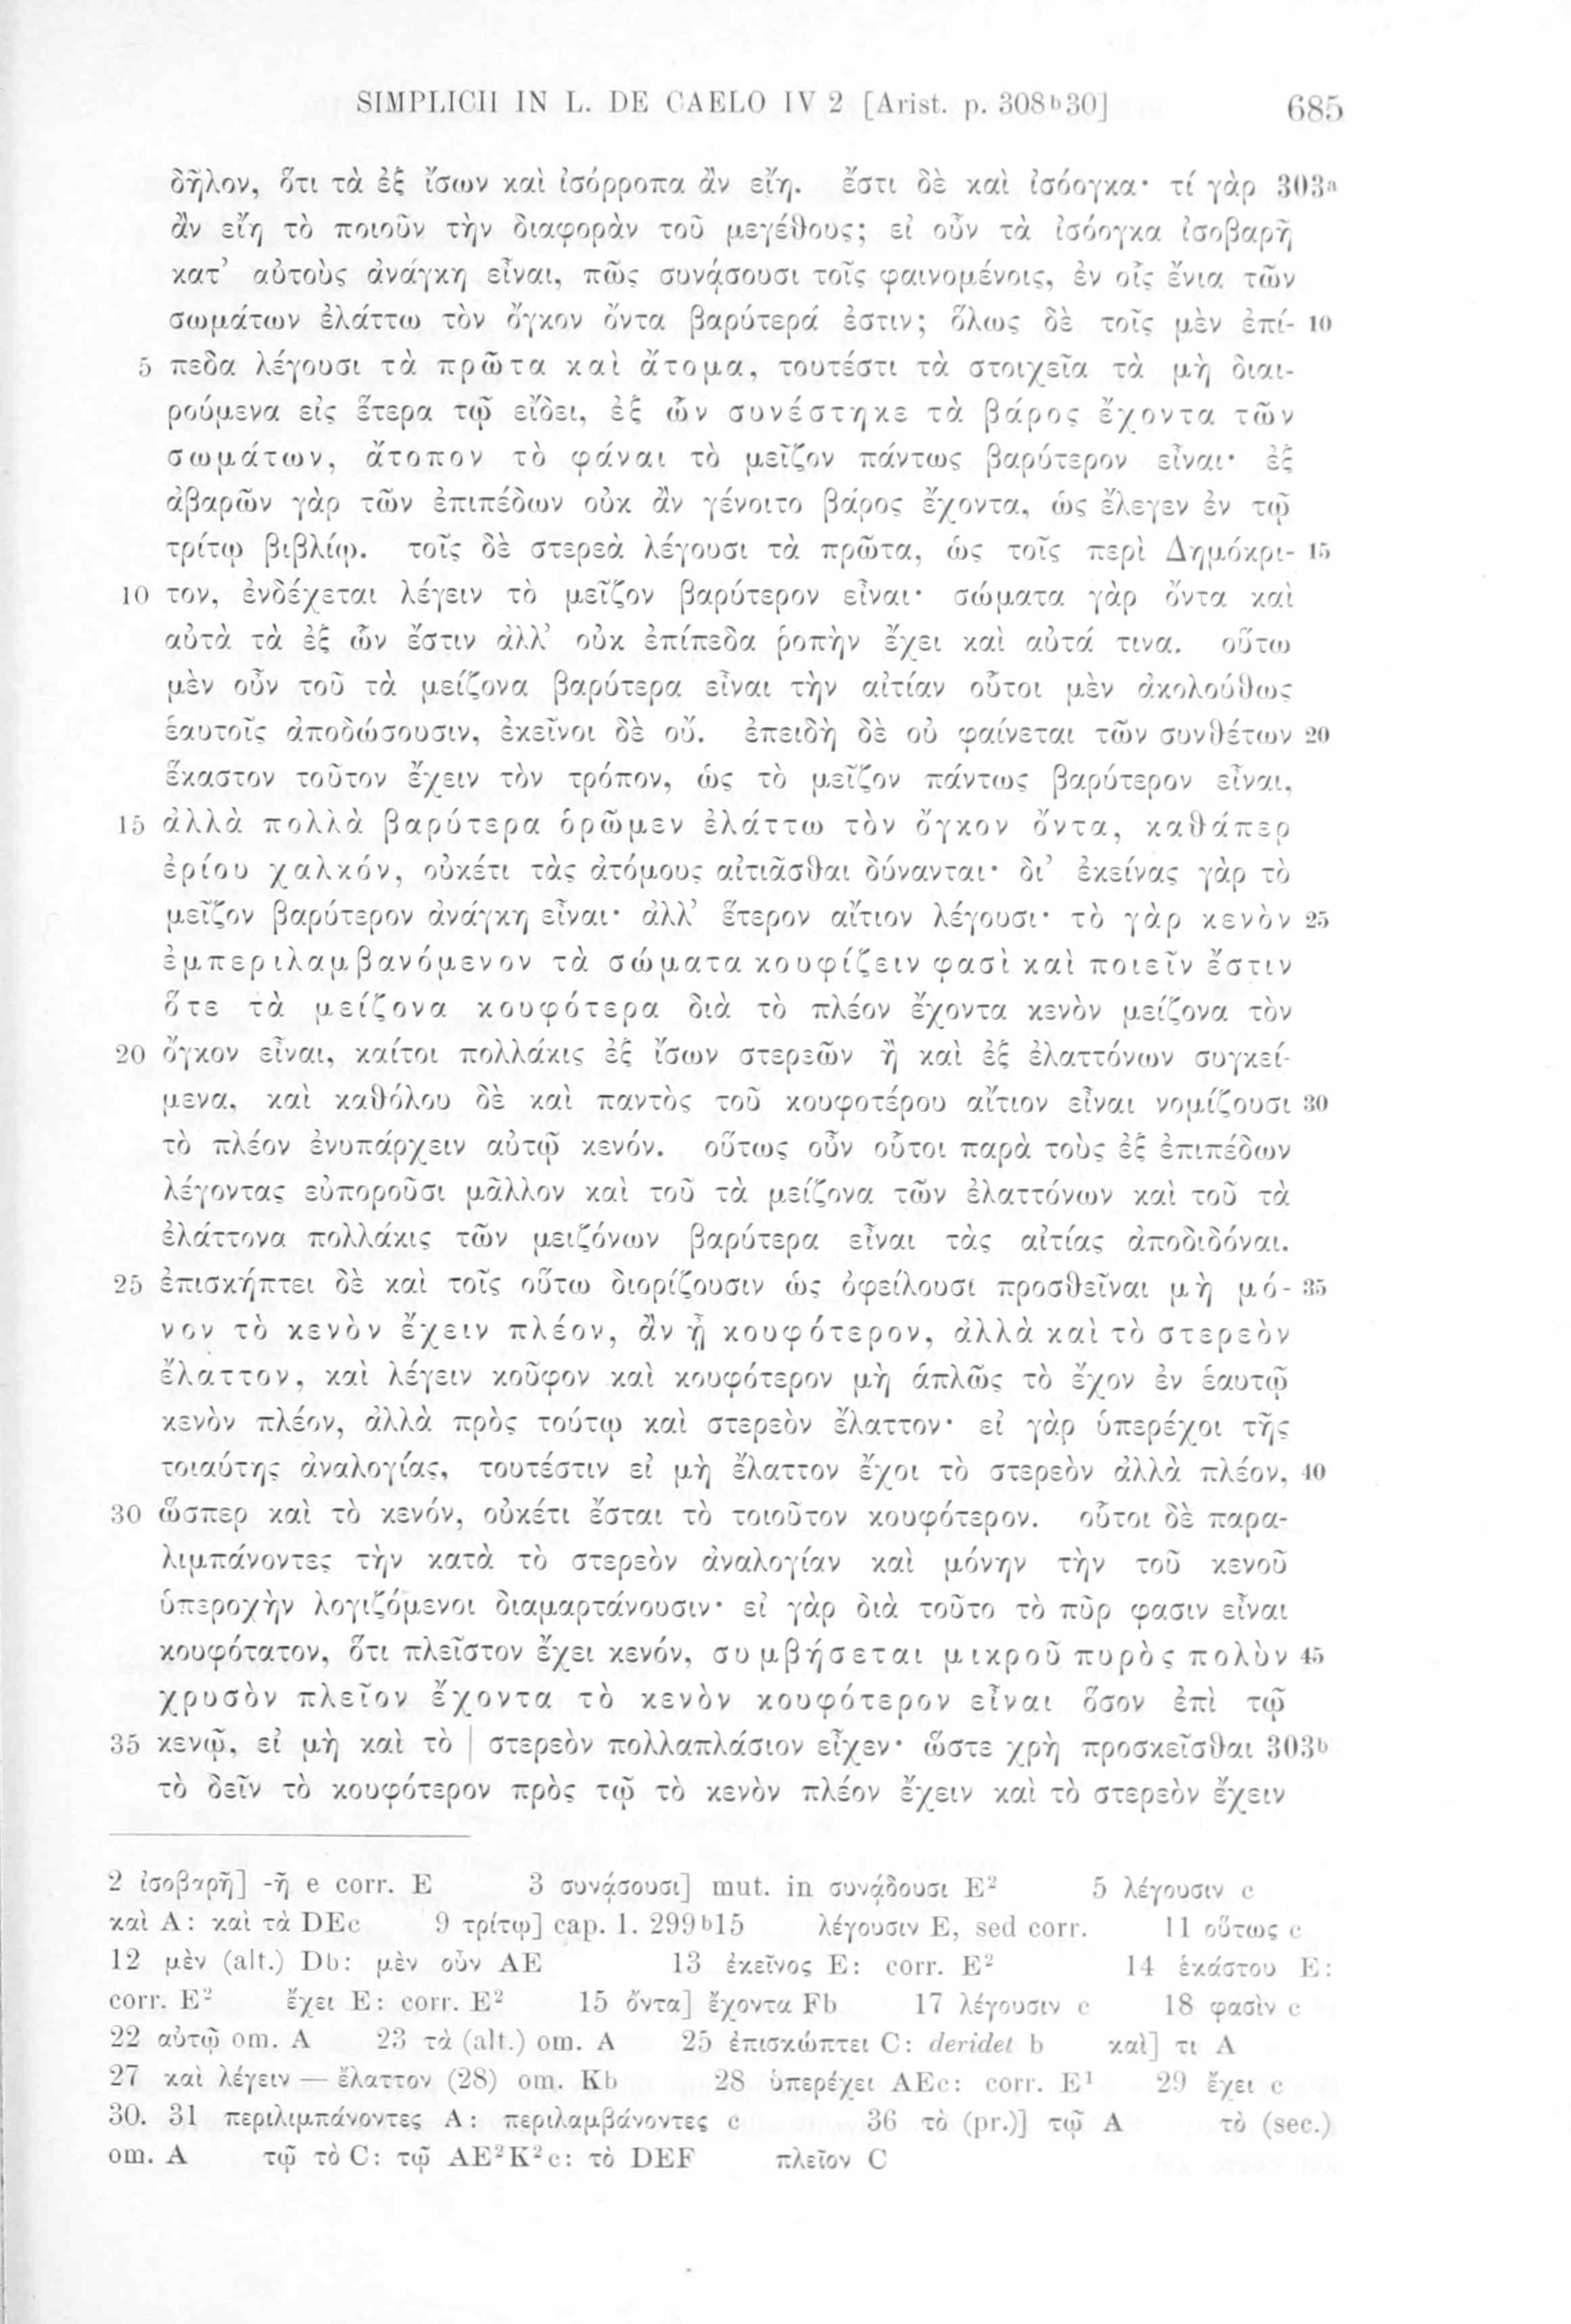 SIMPLICII IN L. DE CAELO IV 2 [Arist. p. 308ᵇ30] 685
δῆλον, ὅτι τὰ ἐξ ἴσων καὶ ἰσόρροπα ἂν εἴη. ἔστι δὲ καὶ ἰσόογκα· τί γὰρ 303ᵃ
ἂν εἴη τὸ ποιοῦν τὴν διαφορὰν τοῦ μεγέθους; εἰ οὖν τὰ ἰσόογκα ἰσοβαρῆ
κατ’ αὐτοὺς ἀνάγκη εἶναι, πῶς συνᾴσουσι τοῖς φαινομένοις, ἐν οἷς ἔνια τῶν
σωμάτων ἐλάττω τὸν ὄγκον ὄντα βαρύτερά ἐστιν; ὅλως δὲ τοῖς μὲν ἐπί- 10
5 πεδα λέγουσι τὰ πρῶτα καὶ ἄτομα, τουτέστι τὰ στοιχεῖα τὰ μὴ διαι-
ρούμενα εἰς ἕτερα τῷ εἴδει, ἐξ ὧν συνέστηκε τὰ βάρος ἔχοντα τῶν
σωμάτων, ἄτοπον τὸ φάναι τὸ μεῖζον πάντως βαρύτερον εἶναι· ἐξ
ἀβαρῶν γὰρ τῶν ἐπιπέδων οὐκ ἂν γένοιτο βάρος ἔχοντα, ὡς ἔλεγεν ἐν τῷ
τρίτῳ βιβλίῳ. τοῖς δὲ στερεὰ λέγουσι τὰ πρῶτα, ὡς τοῖς περὶ Δημόκρι- 15
10 τον, ἐνδέχεται λέγειν τὸ μεῖζον βαρύτερον εἶναι· σώματα γὰρ ὄντα καὶ
αὐτὰ τὰ ἐξ ὧν ἔστιν ἀλλ’ οὐκ ἐπίπεδα ῥοπὴν ἔχει καὶ αὐτά τινα. οὕτω
μὲν οὖν τοῦ τὰ μείζονα βαρύτερα εἶναι τὴν αἰτίαν οὗτοι μὲν ἀκολούθως
ἑαυτοῖς ἀποδώσουσιν, ἐκεῖνοι δὲ οὔ. ἐπειδὴ δὲ οὐ φαίνεται τῶν συνθέτων 20
ἕκαστον τοῦτον ἔχειν τὸν τρόπον, ὡς τὸ μεῖζον πάντως βαρύτερον εἶναι,
15 ἀλλὰ πολλὰ βαρύτερα ὁρῶμεν ἐλάττω τὸν ὄγκον ὄντα, καθάπερ
ἐρίου χαλκόν, οὐκέτι τὰς ἀτόμους αἰτιᾶσθαι δύνανται· δι’ ἐκείνας γὰρ τὸ
μεῖζον βαρύτερον ἀνάγκη εἶναι· ἀλλ’ ἕτερον αἴτιον λέγουσι· τὸ γὰρ κενὸν 25
ἐμπεριλαμβανόμενον τὰ σώματα κουφίζειν φασὶ καὶ ποιεῖν ἔστιν
ὅτε τὰ μείζονα κουφότερα διὰ τὸ πλέον ἔχοντα κενὸν μείζονα τὸν
20 ὄγκον εἶναι, καίτοι πολλάκις ἐξ ἴσων στερεῶν ἢ καὶ ἐξ ἐλαττόνων συγκεί-
μενα, καὶ καθόλου δὲ καὶ παντὸς τοῦ κουφοτέρου αἴτιον εἶναι νομίζουσι 30
τὸ πλέον ἐνυπάρχειν αὐτῷ κενόν. οὕτως οὖν οὗτοι παρὰ τοὺς ἐξ ἐπιπέδων
λέγοντας εὐποροῦσι μᾶλλον καὶ τοῦ τὰ μείζονα τῶν ἐλαττόνων καὶ τοῦ τὰ
ἐλάττονα πολλάκις τῶν μειζόνων βαρύτερα εἶναι τὰς αἰτίας ἀποδιδόναι.
25 ἐπισκήπτει δὲ καὶ τοῖς οὕτω διορίζουσιν ὡς ὀφείλουσι προσθεῖναι μὴ μό- 35
νον τὸ κενὸν ἔχειν πλέον, ἂν ᾖ κουφότερον, ἀλλὰ καὶ τὸ στερεὸν
ἔλαττον, καὶ λέγειν κοῦφον καὶ κουφότερον μὴ ἁπλῶς τὸ ἔχον ἐν ἑαυτῷ
κενὸν πλέον, ἀλλὰ πρὸς τούτῳ καὶ στερεὸν ἔλαττον· εἰ γὰρ ὑπερέχοι τῆς
τοιαύτης ἀναλογίας, τουτέστιν εἰ μὴ ἔλαττον ἔχοι τὸ στερεὸν ἀλλὰ πλέον, 40
30 ὥσπερ καὶ τὸ κενόν, οὐκέτι ἔσται τὸ τοιοῦτον κουφότερον. οὗτοι δὲ παρα-
λιμπάνοντες τὴν κατὰ τὸ στερεὸν ἀναλογίαν καὶ μόνην τὴν τοῦ κενοῦ
ὑπεροχὴν λογιζόμενοι διαμαρτάνουσιν· εἰ γὰρ διὰ τοῦτο τὸ πῦρ φασιν εἶναι
κουφότατον, ὅτι πλεῖστον ἔχει κενόν, συμβήσεται μικροῦ πυρὸς πολὺν 45
χρυσὸν πλεῖον ἔχοντα τὸ κενὸν κουφότερον εἶναι ὅσον ἐπὶ τῷ
35 κενῷ, εἰ μὴ καὶ τὸ | στερεὸν πολλαπλάσιον εἶχεν· ὥστε χρὴ προσκεῖσθαι 303ᵇ
τὸ δεῖν τὸ κουφότερον πρὸς τῷ τὸ κενὸν πλέον ἔχειν καὶ τὸ στερεὸν ἔχειν
2 ἰσοβαρῆ] -ῆ e corr. E 3 συνᾴσουσι] mut. in συνᾴδουσι E² 5 λέγουσιν c
καὶ A: καὶ τὰ DEc 9 τρίτῳ] cap. 1. 299ᵇ15 λέγουσιν E, sed corr. 11 οὕτως c
12 μὲν (alt.) Db: μὲν οὖν AE 13 ἐκεῖνος E: corr. E² 14 ἑκάστου E:
corr. E² ἔχει E: corr. E² 15 ὄντα] ἔχοντα Fb 17 λέγουσιν c 18 φασὶν c
22 αὐτῷ om. A 23 τὰ (alt.) om. A 25 ἐπισκώπτει C: deridet b καὶ] τι A
27 καὶ λέγειν — ἔλαττον (28) om. Kb 28 ὑπερέχει AEc: corr. E¹ 29 ἔχει c
30. 31 περιλιμπάνοντες A: περιλαμβάνοντες c 36 τὸ (pr.)] τῷ A τὸ (sec.)
om. A τῷ τὸ C: τῷ AE²K²c: τὸ DEF πλεῖον C